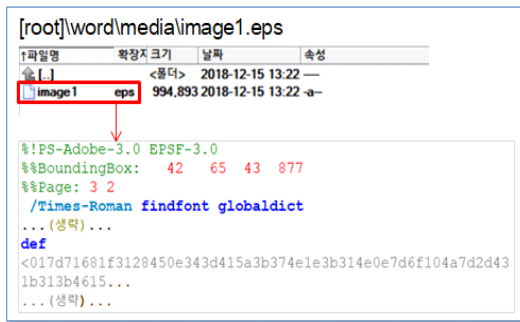 [root]\word\media\image1.eps
↑파일명 확장자 크기 날짜 속성
[..] <폴더> 2018-12-15 13:22 —
image1 eps 994,893 2018-12-15 13:22 -a--
%!PS-Adobe-3.0 EPSF-3.0
%%BoundingBox: 42 65 43 877
%%Page: 3 2
/Times-Roman findfont globaldict
...(생략)...
def
<017d71681f3128450e343d415a3b374e1e3b314e0e7d6f104a7d2d43
1b313b4615...
...(생략)...